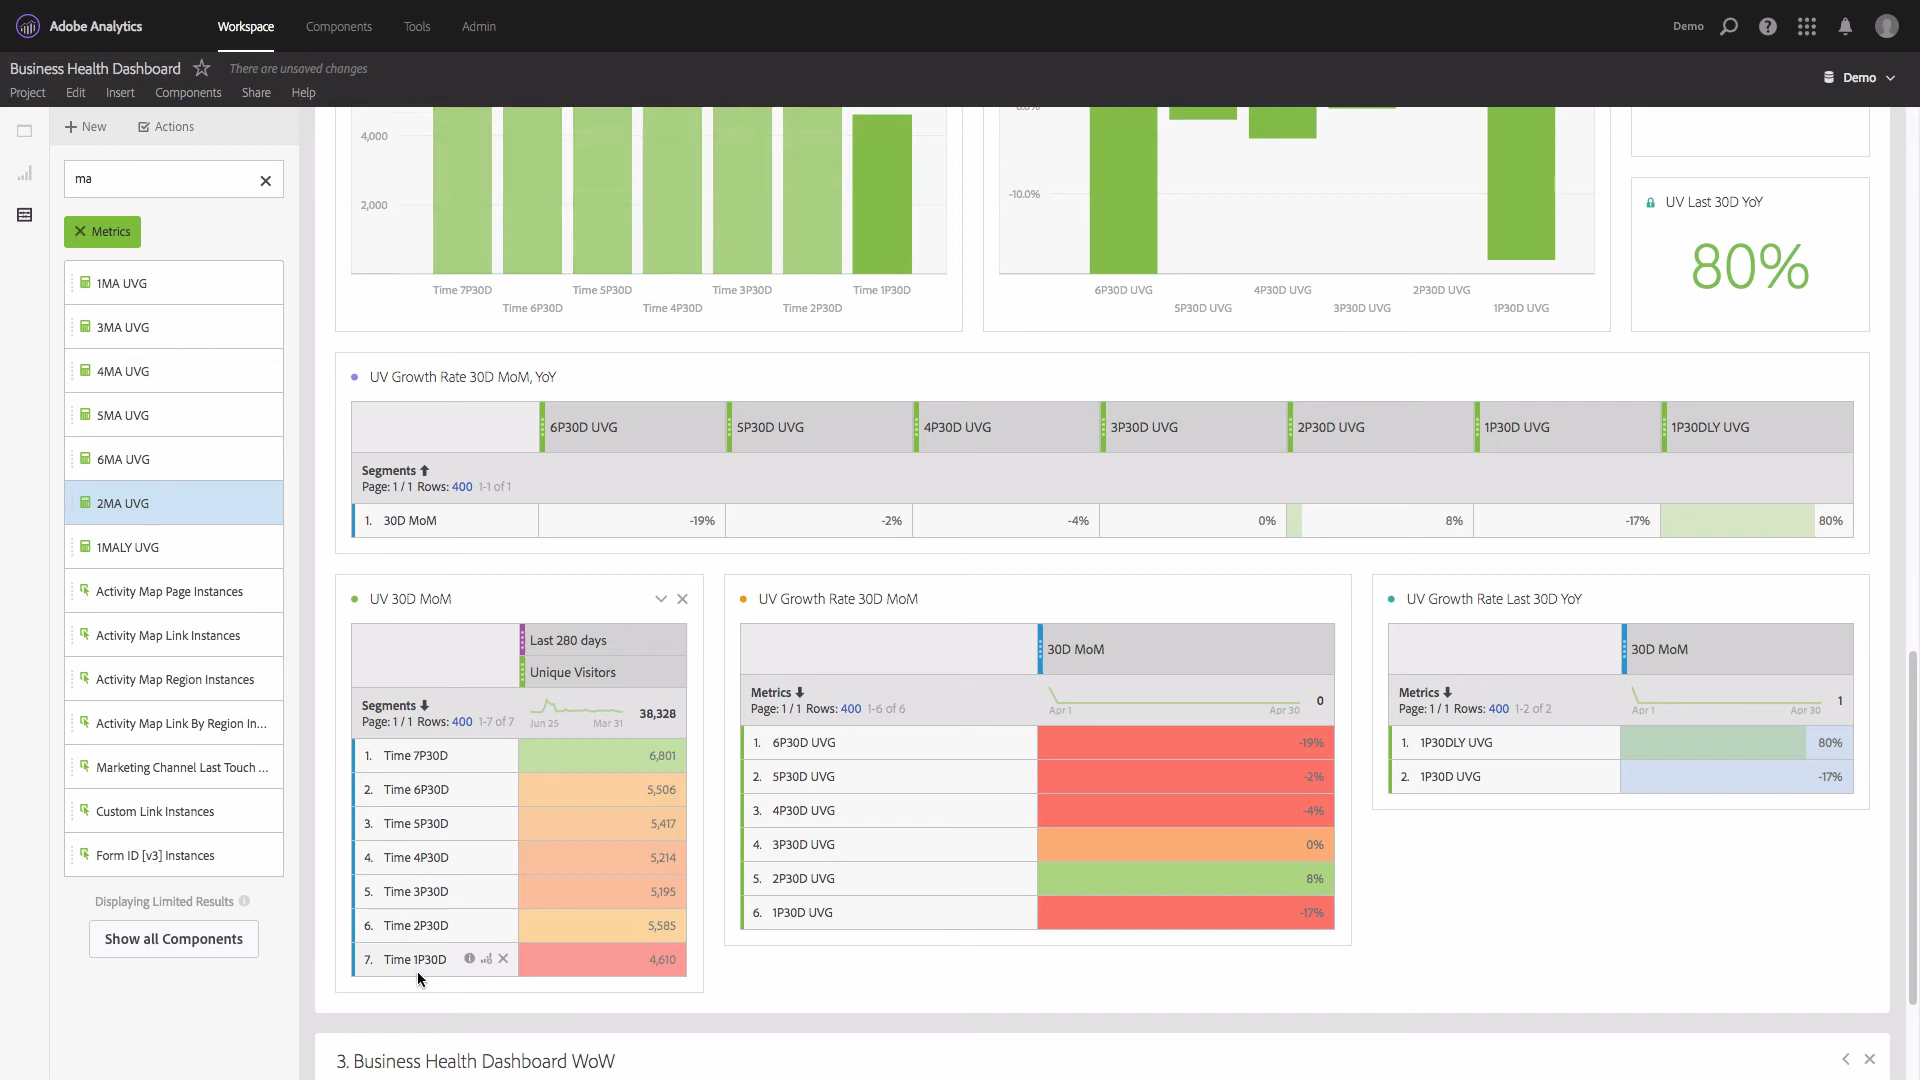 Adobe Analytics
Workspace
Components
Tools
Admin
Demo
Business Health Dashboard
There are unsaved changes
Project
Edit
Insert
Components
Share
Help
Demo
New
Actions
ma
Metrics
1MA UVG
3MA UVG
4MA UVG
5MA UVG
6MA UVG
2MA UVG
1MALY UVG
Activity Map Page Instances
Activity Map Link Instances
Activity Map Region Instances
Activity Map Link By Region In...
Marketing Channel Last Touch ...
Custom Link Instances
Form ID [v3] Instances
Displaying Limited Results
Show all Components
4,000
2,000
Time 7P30D
Time 6P30D
Time 5P30D
Time 4P30D
Time 3P30D
Time 2P30D
Time 1P30D
-10.0%
6P30D UVG
5P30D UVG
4P30D UVG
3P30D UVG
2P30D UVG
1P30D UVG
UV Last 30D YoY
80%
UV Growth Rate 30D MoM, YoY
6P30D UVG
5P30D UVG
4P30D UVG
3P30D UVG
2P30D UVG
1P30D UVG
1P30DLY UVG
Segments
Page: 1 / 1 Rows: 400 1-1 of 1
1. 30D MoM -19% -2% -4% 0% 8% -17% 80%
UV 30D MoM
Last 280 days
Unique Visitors
Segments
Page: 1 / 1 Rows: 400 1-7 of 7
Jun 25
Mar 31
38,328
1. Time 7P30D 6,801
2. Time 6P30D 5,506
3. Time 5P30D 5,417
4. Time 4P30D 5,214
5. Time 3P30D 5,195
6. Time 2P30D 5,585
7. Time 1P30D 4,610
UV Growth Rate 30D MoM
30D MoM
Metrics
Page: 1 / 1 Rows: 400 1-6 of 6
Apr 1
Apr 30
0
1. 6P30D UVG -19%
2. 5P30D UVG -2%
3. 4P30D UVG -4%
4. 3P30D UVG 0%
5. 2P30D UVG 8%
6. 1P30D UVG -17%
UV Growth Rate Last 30D YoY
30D MoM
Metrics
Page: 1 / 1 Rows: 400 1-2 of 2
Apr 1
Apr 30
1
1. 1P30DLY UVG 80%
2. 1P30D UVG -17%
3. Business Health Dashboard WoW